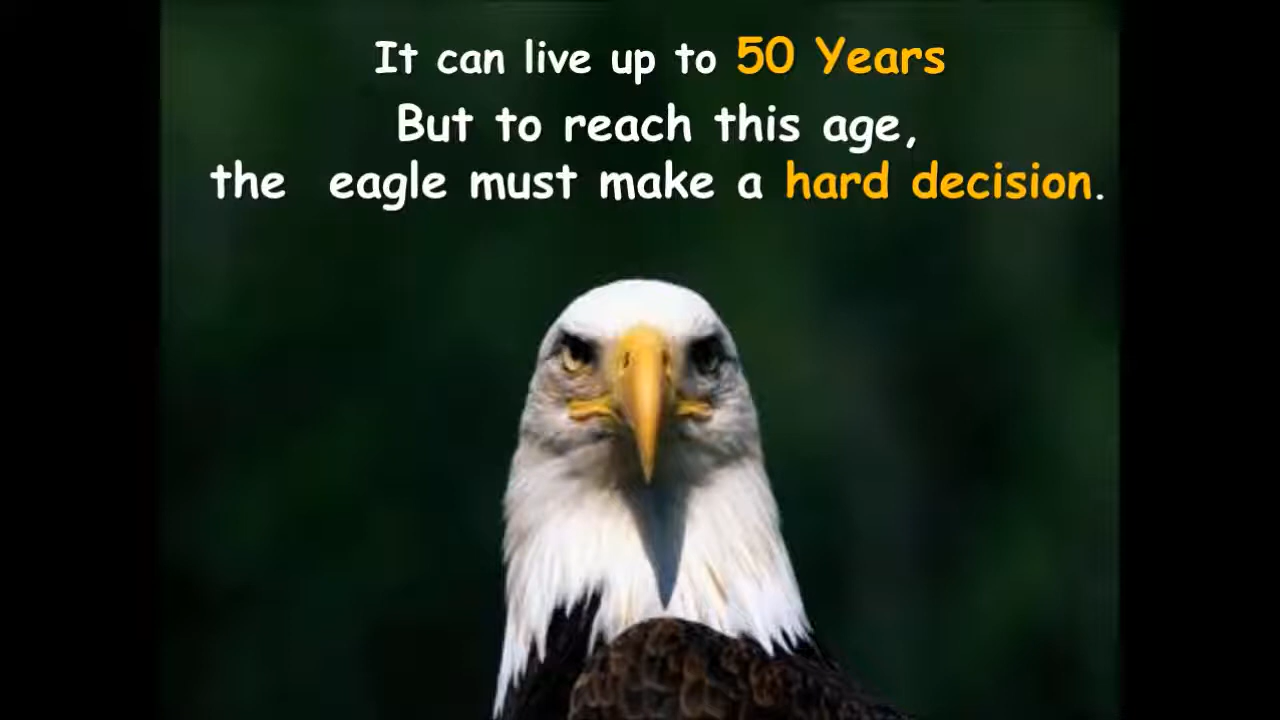 It can live up to 50 Years
But to reach this age,
the eagle must make a hard decision.